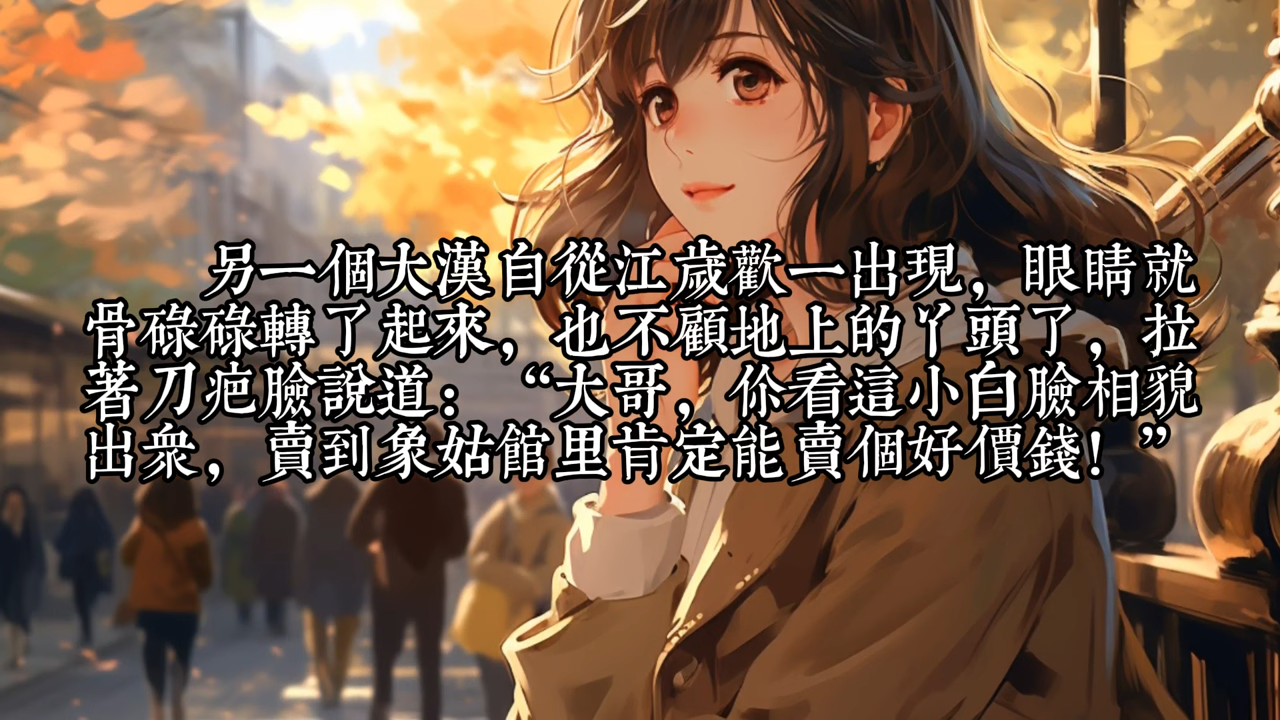 另一個大漢自從江歲歡一出現，眼睛就
骨碌碌轉了起來，也不顧地上的丫頭了，拉
著刀疤臉說道：“大哥，你看這小白臉相貌
出衆，賣到象姑館里肯定能賣個好價錢！”